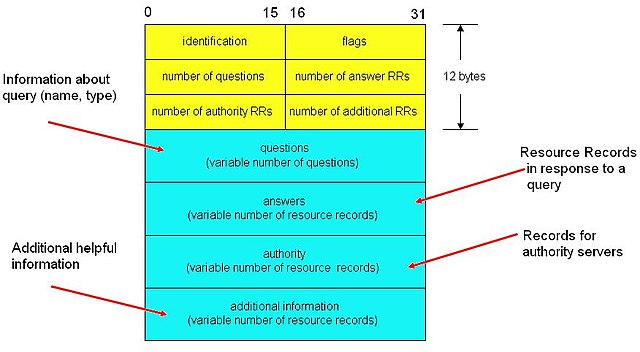 0 15 16 31
identification flags
number of questions number of answer RRs
12 bytes
number of authority RRs number of additional RRs
Information about
query (name, type)
questions
(variable number of questions)
Resource Records
in response to a
query
answers
(variable number of resource records)
Records for
authority servers
authority
(variable number of resource  records)
Additional helpful
information
additional information
(variable number of resource records)